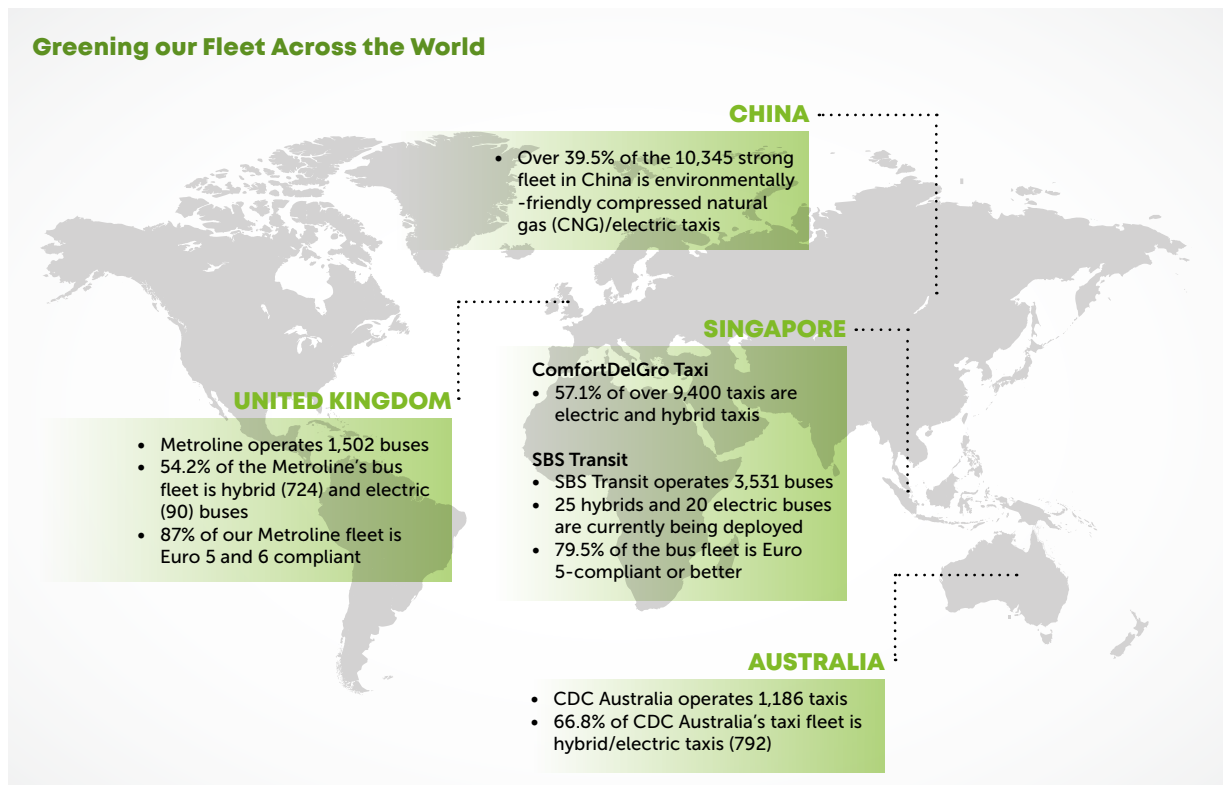 Greening our Fleet Across the World
CHINA
• Over 39.5% of the 10,345 strong
fleet in China is environmentally
-friendly compressed natural
gas (CNG)/electric taxis
SINGAPORE
ComfortDelGro Taxi
• 57.1% of over 9,400 taxis are
electric and hybrid taxis
SBS Transit
• SBS Transit operates 3,531 buses
• 25 hybrids and 20 electric buses
are currently being deployed
• 79.5% of the bus fleet is Euro
5-compliant or better
UNITED KINGDOM
• Metroline operates 1,502 buses
• 54.2% of the Metroline’s bus
fleet is hybrid (724) and electric
(90) buses
• 87% of our Metroline fleet is
Euro 5 and 6 compliant
AUSTRALIA
• CDC Australia operates 1,186 taxis
• 66.8% of CDC Australia’s taxi fleet is
hybrid/electric taxis (792)